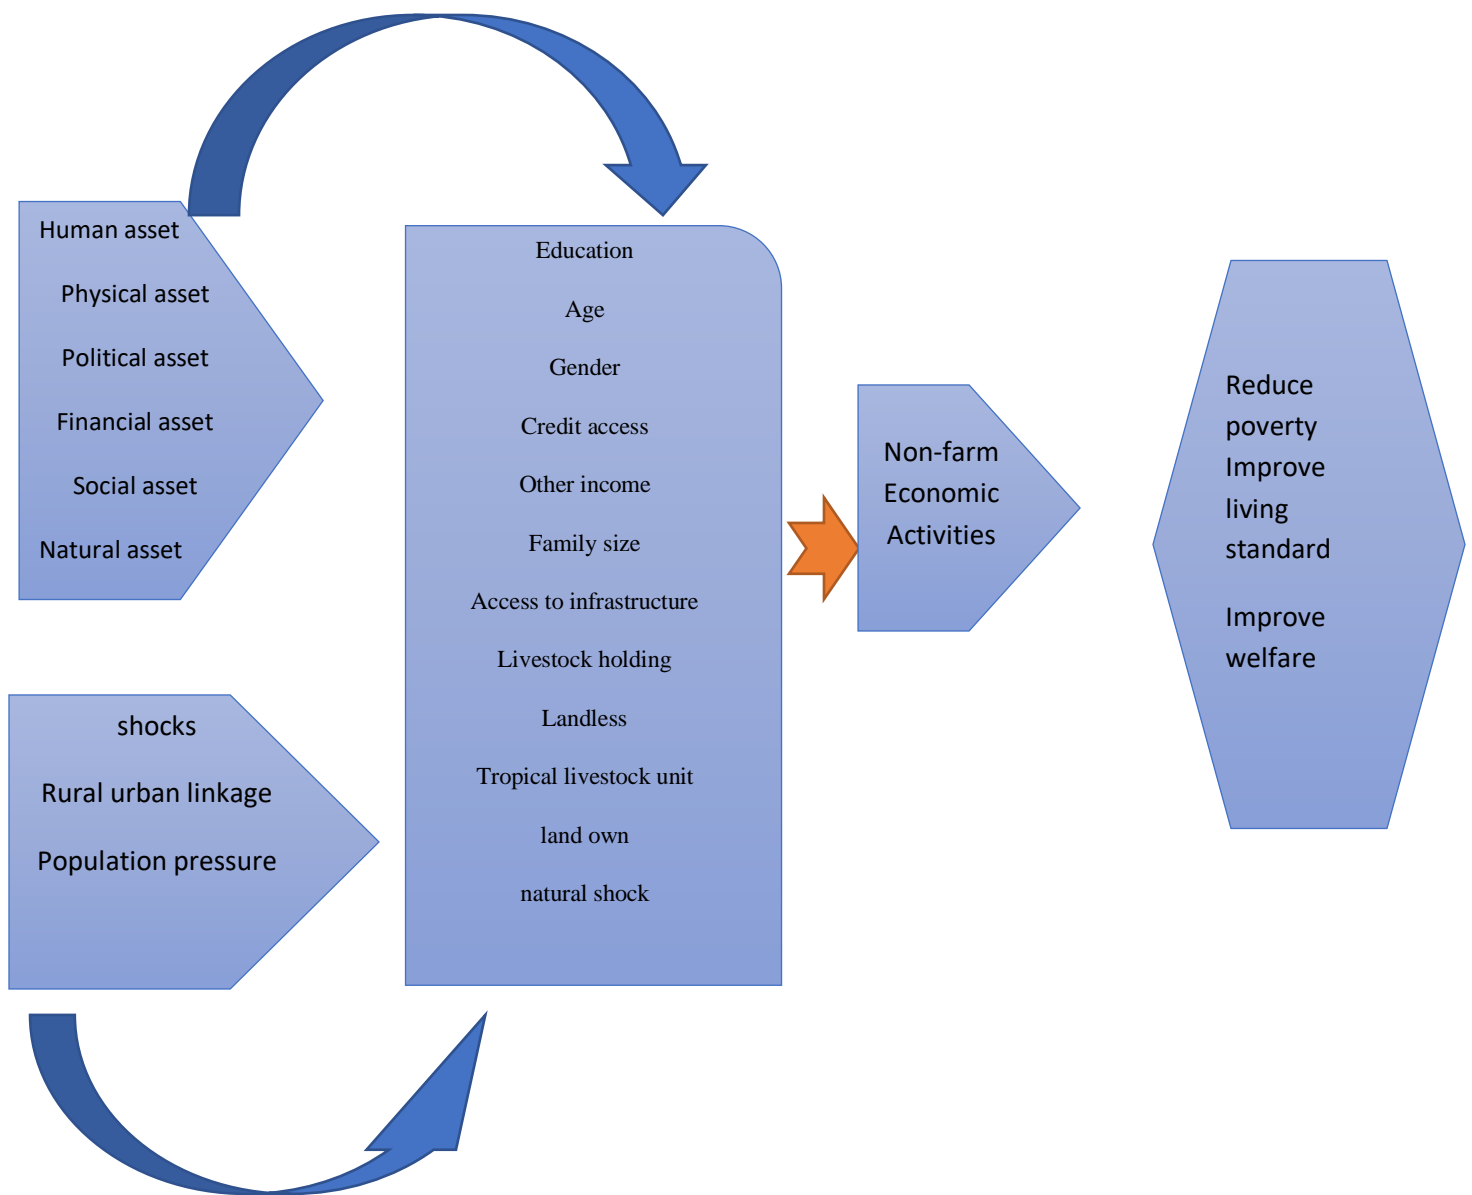 Human asset
Physical asset
Political asset
Financial asset
Social asset
Natural asset
shocks
Rural urban linkage
Population pressure
Education
Age
Gender
Credit access
Other income
Family size
Access to infrastructure
Livestock holding
Landless
Tropical livestock unit
land own
natural shock
Non-farm
Economic
Activities
Reduce
poverty
Improve
living
standard
Improve
welfare